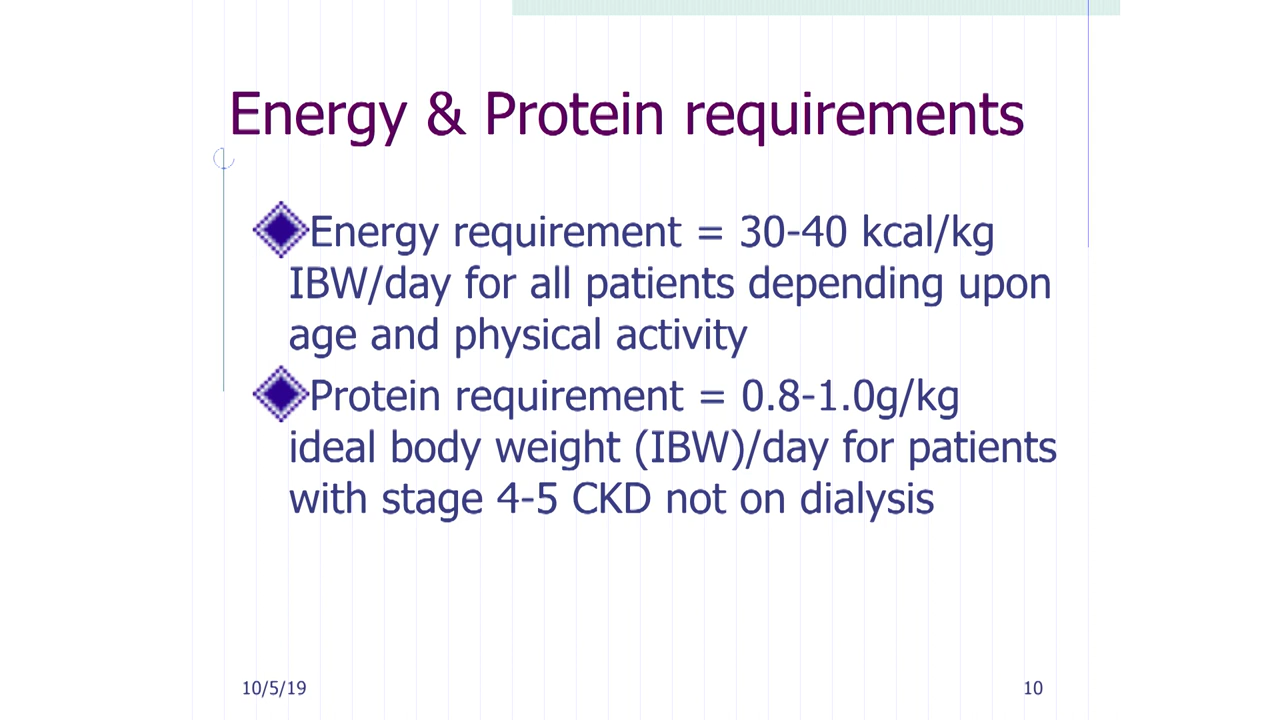 Energy & Protein requirements
Energy requirement = 30-40 kcal/kg
IBW/day for all patients depending upon
age and physical activity
Protein requirement = 0.8-1.0g/kg
ideal body weight (IBW)/day for patients
with stage 4-5 CKD not on dialysis
10/5/19
10